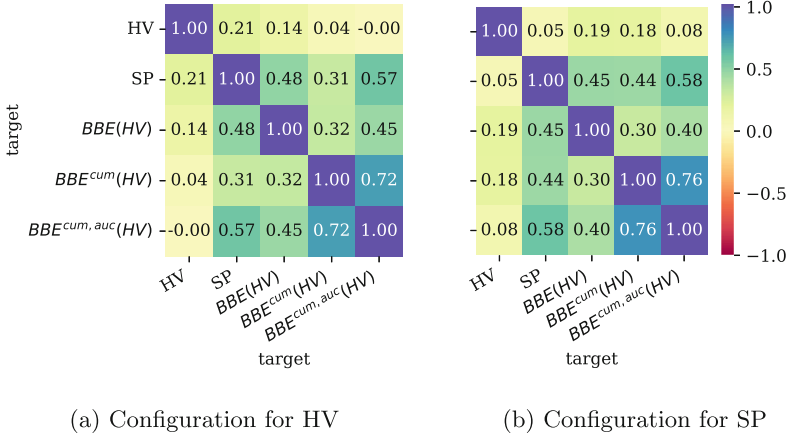 HV 1.00 0.21 0.14 0.04 -0.00
SP 0.21 1.00 0.48 0.31 0.57
BBE(HV) 0.14 0.48 1.00 0.32 0.45
BBE^{cum}(HV) 0.04 0.31 0.32 1.00 0.72
BBE^{cum, auc}(HV) -0.00 0.57 0.45 0.72 1.00
target
HV
SP
BBE(HV)
BBE^{cum}(HV)
BBE^{cum, auc}(HV)
target
(a) Configuration for HV
1.00 0.05 0.19 0.18 0.08
0.05 1.00 0.45 0.44 0.58
0.19 0.45 1.00 0.30 0.40
0.18 0.44 0.30 1.00 0.76
0.08 0.58 0.40 0.76 1.00
HV
SP
BBE(HV)
BBE^{cum}(HV)
BBE^{cum, auc}(HV)
target
1.0
0.5
0.0
−0.5
−1.0
(b) Configuration for SP